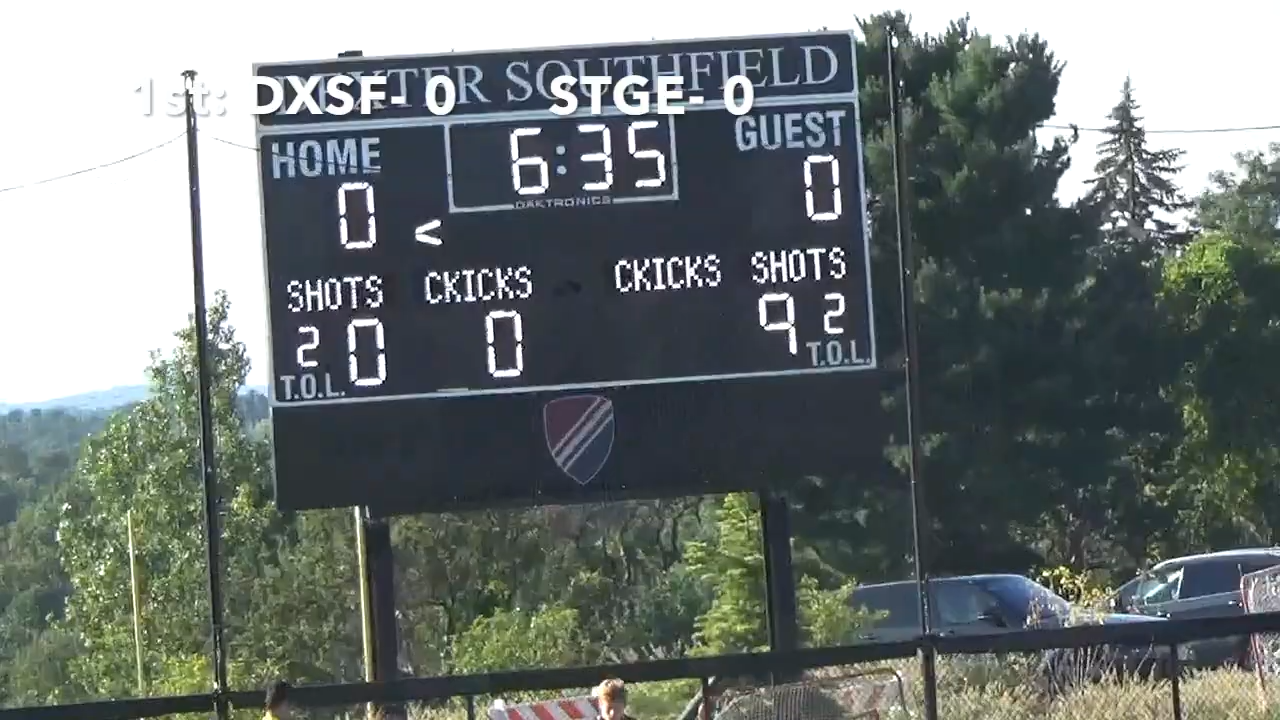 DEXTER SOUTHFIELD
1st: DXSF- 0 STGE- 0
HOME 6:35 GUEST
DAKTRONICS
0 < 0
SHOTS CKICKS CKICKS SHOTS
2 0 0 9 2
T.O.L. T.O.L.